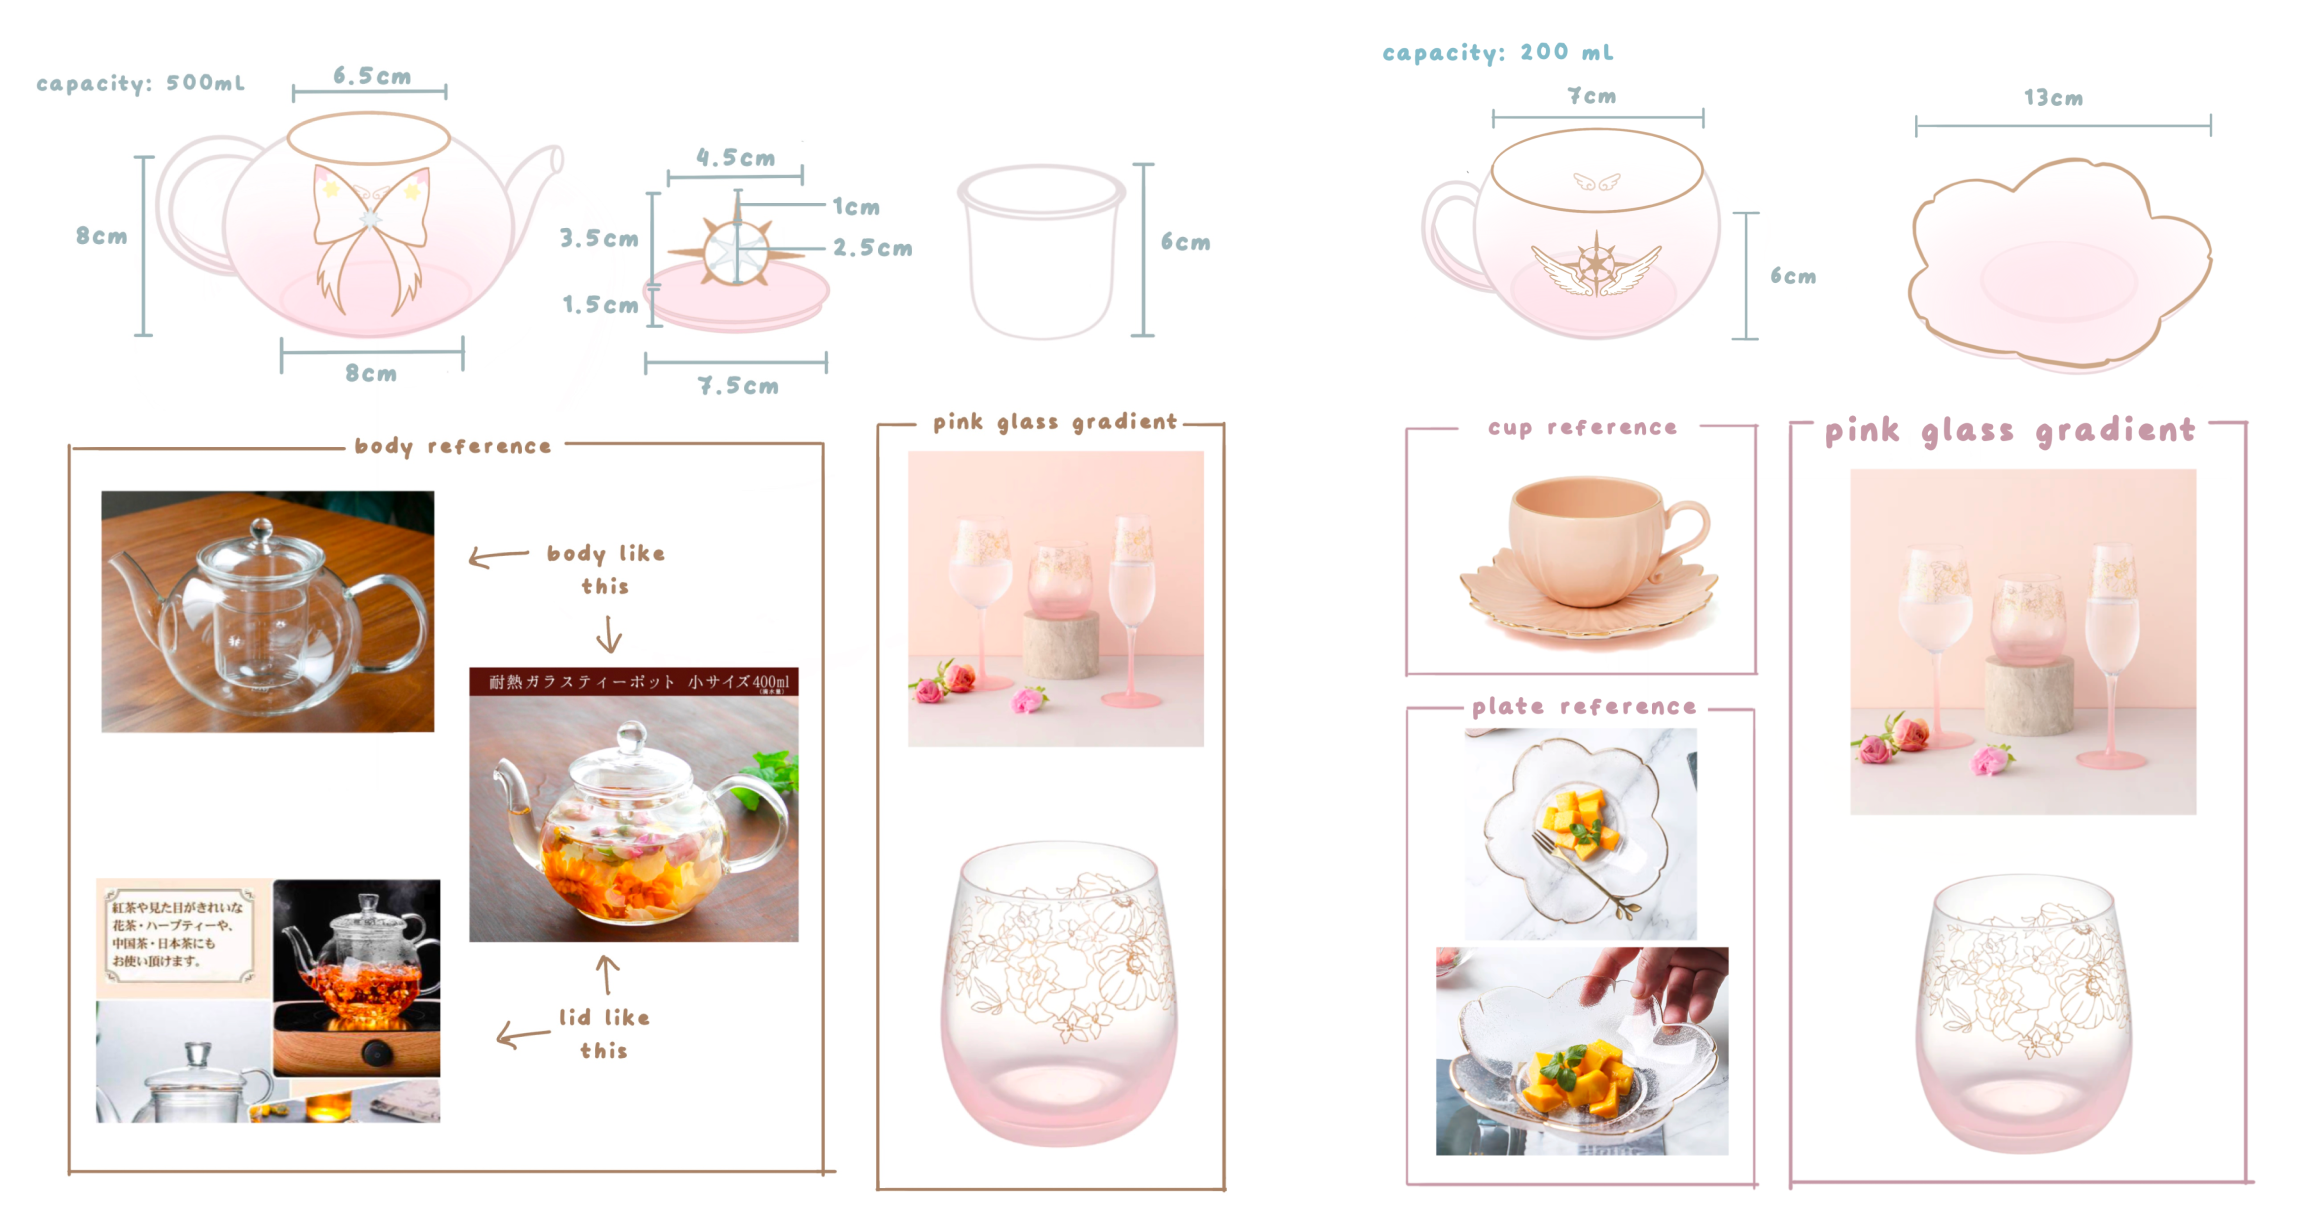 capacity: 500mL
6.5cm
8cm
8cm
4.5cm
3.5cm
1cm
2.5cm
1.5cm
7.5cm
6cm
capacity: 200 mL
7cm
6cm
13cm
body reference
body like
this
耐熱ガラスティーポット 小サイズ400ml
(満水量)
紅茶や見た目がきれいな
花茶・ハーブティーや、
中国茶・日本茶にも
お使い頂けます。
lid like
this
pink glass gradient
cup reference
plate reference
pink glass gradient